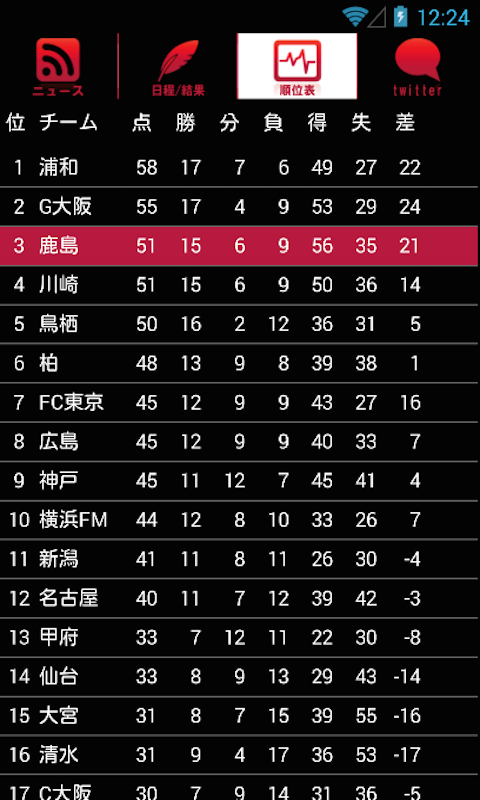 12:24
ニュース 日程/結果 順位表 twitter
位 チーム 点 勝 分 負 得 失 差
1 浦和 58 17 7 6 49 27 22
2 G大阪 55 17 4 9 53 29 24
3 鹿島 51 15 6 9 56 35 21
4 川崎 51 15 6 9 50 36 14
5 鳥栖 50 16 2 12 36 31 5
6 柏 48 13 9 8 39 38 1
7 FC東京 45 12 9 9 43 27 16
8 広島 45 12 9 9 40 33 7
9 神戸 45 11 12 7 45 41 4
10 横浜FM 44 12 8 10 33 26 7
11 新潟 41 11 8 11 26 30 -4
12 名古屋 40 11 7 12 39 42 -3
13 甲府 33 7 12 11 22 30 -8
14 仙台 33 8 9 13 29 43 -14
15 大宮 31 8 7 15 39 55 -16
16 清水 31 9 4 17 36 53 -17
17 C大阪 30 7 9 14 31 36 -5